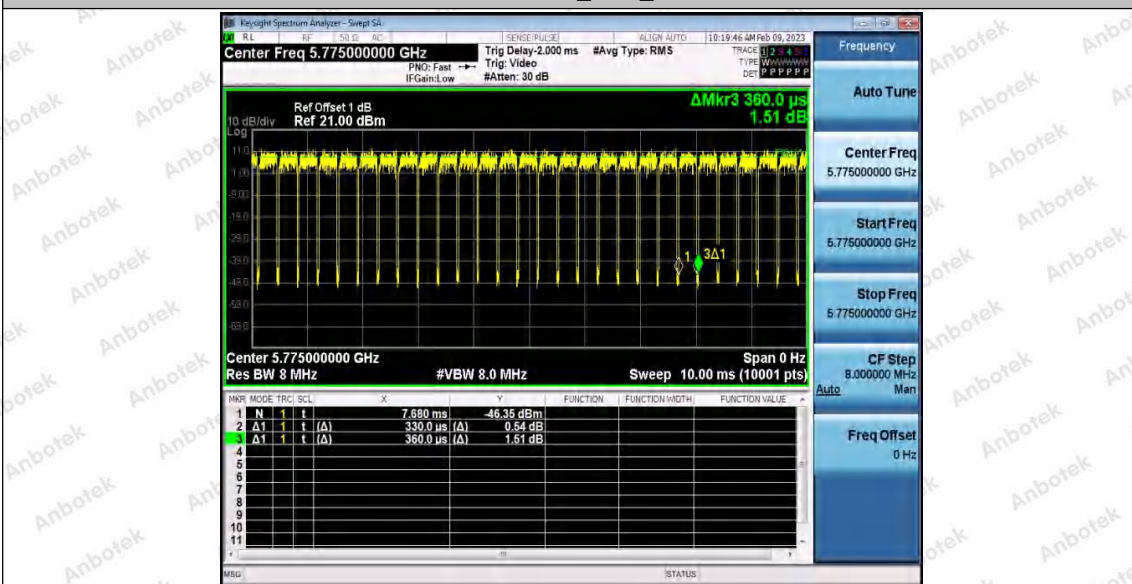 Keysight Spectrum Analyzer - Swept SA
RL RF 50 Ω AC SENSE:PULSE ALIGN AUTO 10:19:46 AM Feb 09, 2023
Center Freq 5.775000000 GHz
PNO: Fast
IFGain:Low
Trig Delay-2.000 ms
Trig: Video
#Atten: 30 dB
#Avg Type: RMS
TRACE 1 2 3 4 5 6
TYPE WWWWWW
DET P P P P P P
ΔMkr3 360.0 µs
1.51 dB
Ref Offset 1 dB
10 dB/div Ref 21.00 dBm
Log
11.0
1.00
-9.00
-19.0
-29.0
-39.0
-49.0
-59.0
-69.0
1 3Δ1
Center 5.775000000 GHz Span 0 Hz
Res BW 8 MHz #VBW 8.0 MHz Sweep 10.00 ms (10001 pts)
MKR MODE TRC SCL X Y FUNCTION FUNCTION WIDTH FUNCTION VALUE
1 N 1 t 7.680 ms -46.35 dBm
2 Δ1 1 t (Δ) 330.0 µs (Δ) 0.54 dB
3 Δ1 1 t (Δ) 360.0 µs (Δ) 1.51 dB
4
5
6
7
8
9
10
11
MSG STATUS
Frequency
Auto Tune
Center Freq
5.775000000 GHz
Start Freq
5.775000000 GHz
Stop Freq
5.775000000 GHz
CF Step
8.000000 MHz
Auto Man
Freq Offset
0 Hz
Anbotek